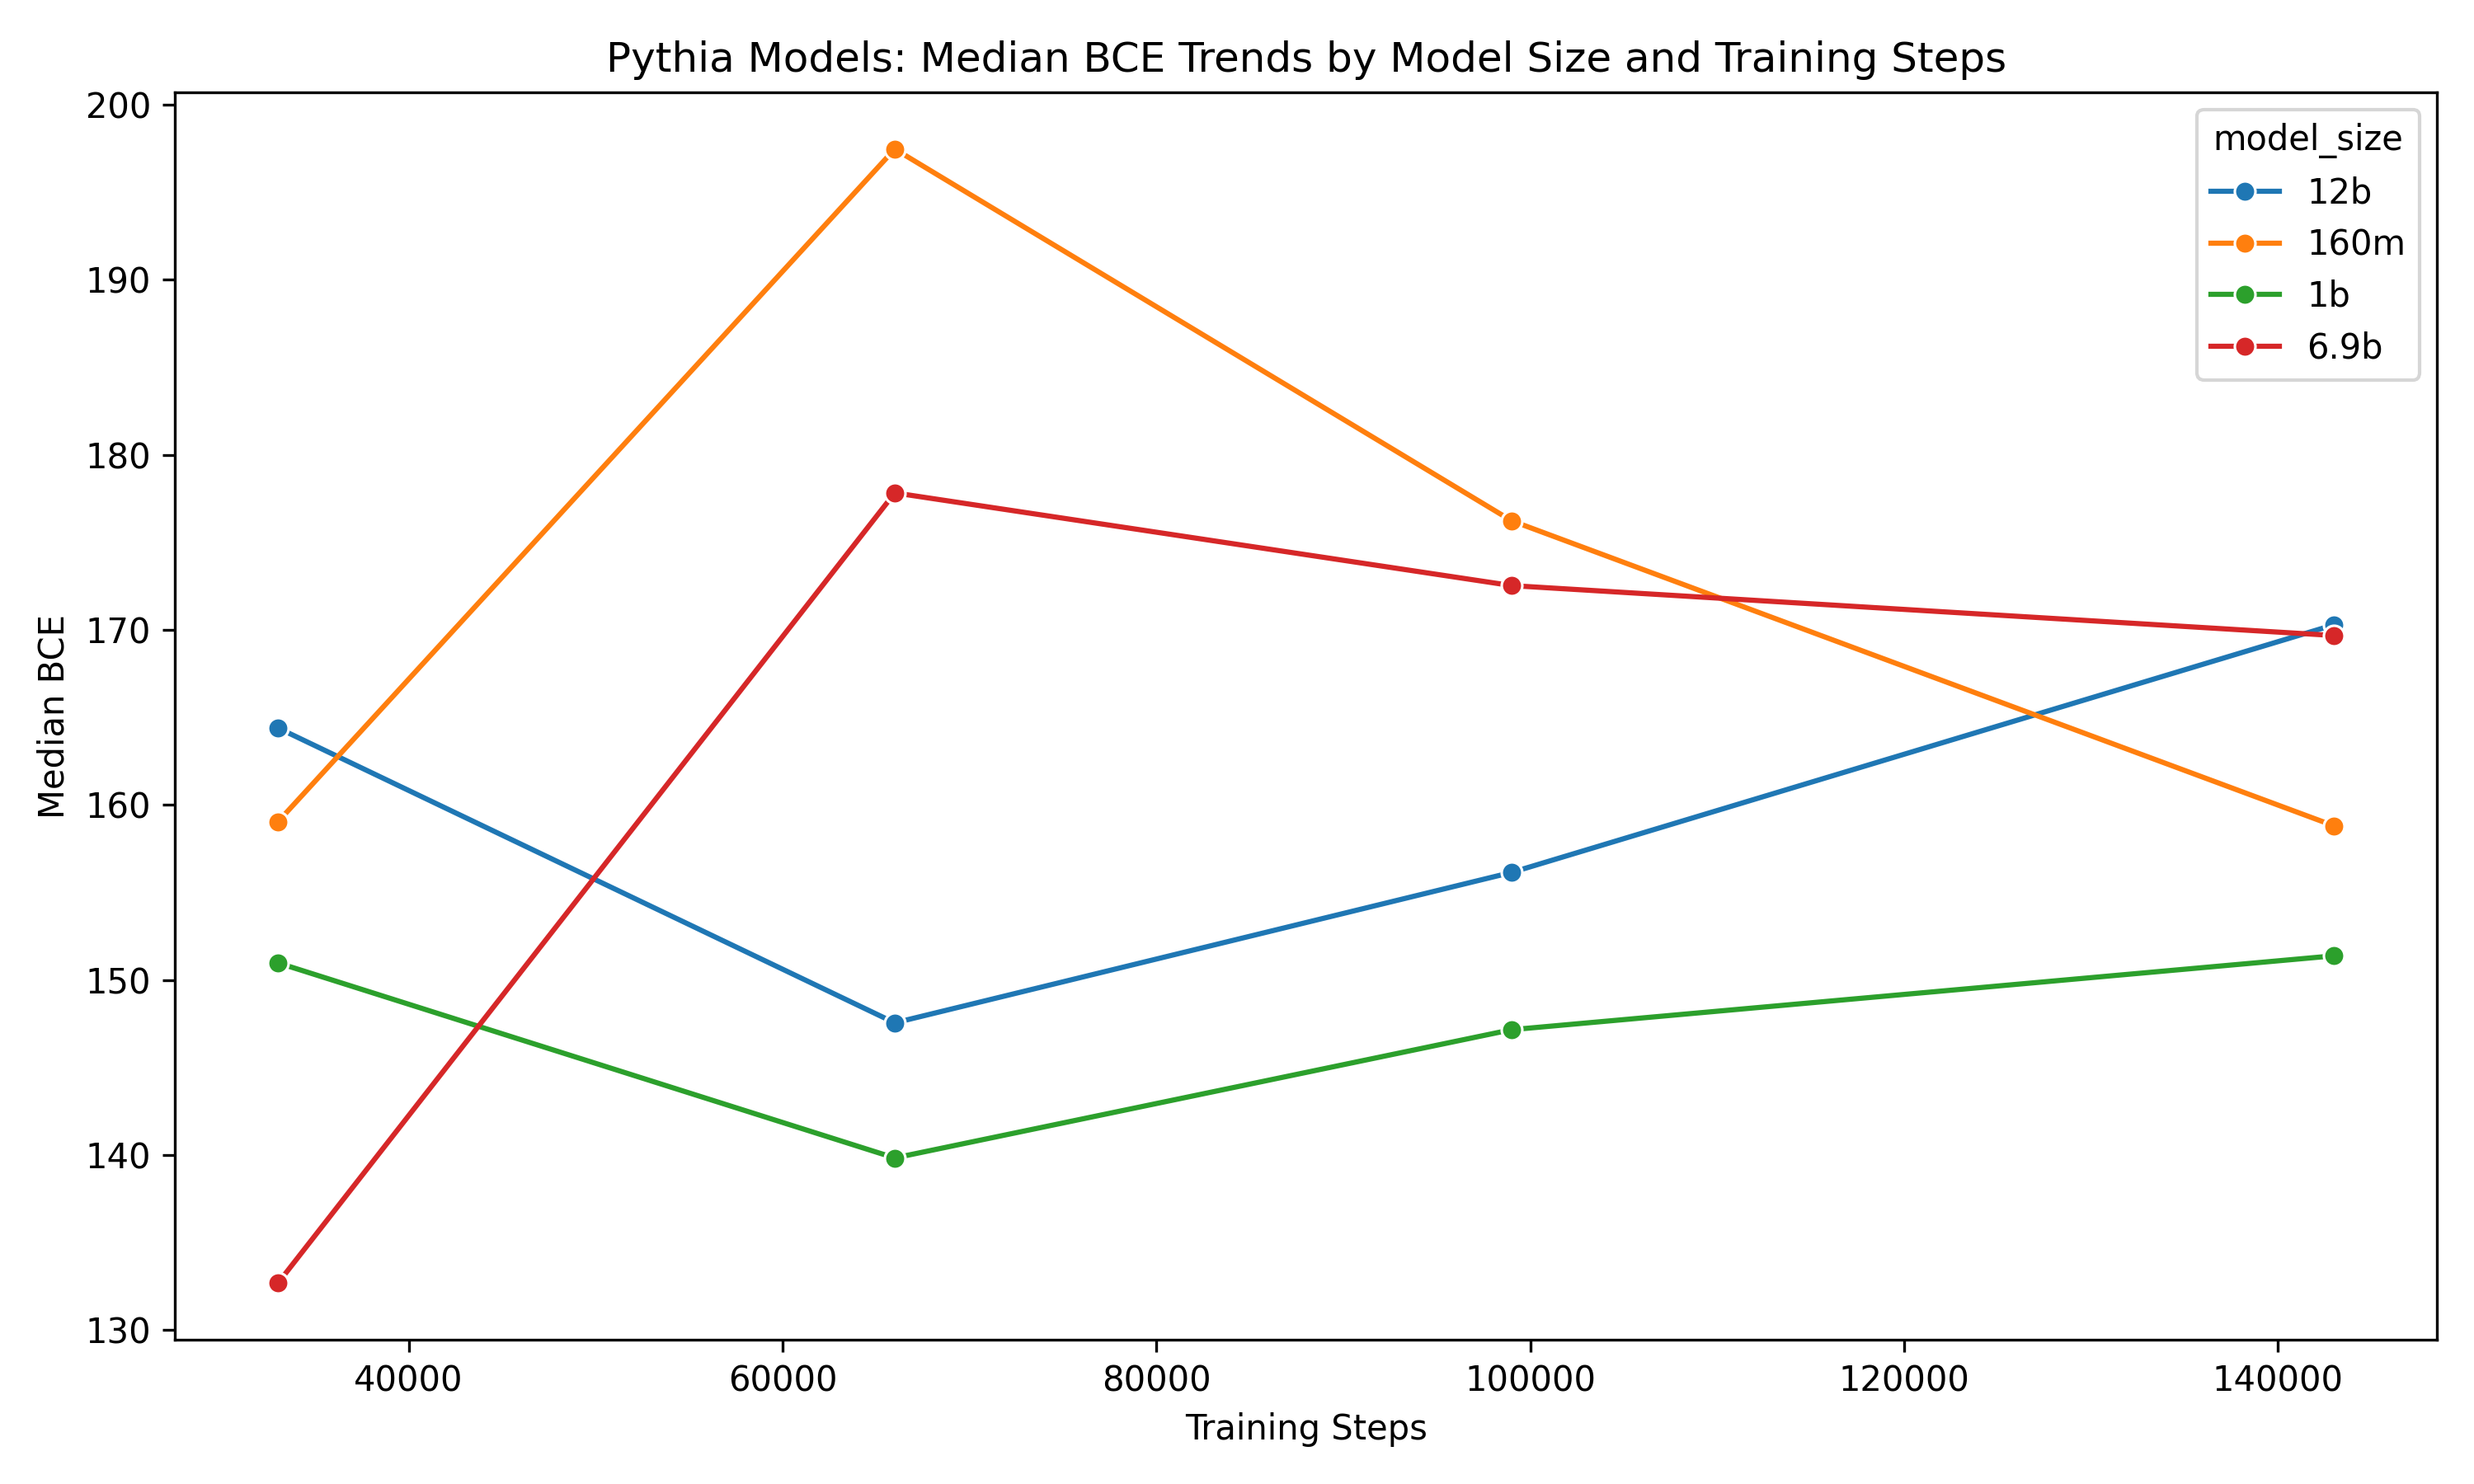 Pythia Models: Median BCE Trends by Model Size and Training Steps
200
190
180
170
160
150
140
130
Median BCE
model_size
12b
160m
1b
6.9b
40000 60000 80000 100000 120000 140000
Training Steps